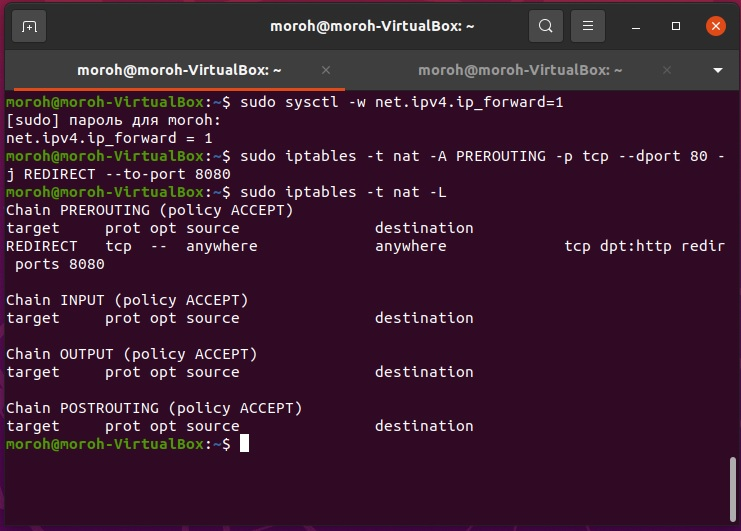 moroh@moroh-VirtualBox: ~
moroh@moroh-VirtualBox: ~ moroh@moroh-VirtualBox: ~
moroh@moroh-VirtualBox:~$ sudo sysctl -w net.ipv4.ip_forward=1
[sudo] пароль для moroh:
net.ipv4.ip_forward = 1
moroh@moroh-VirtualBox:~$ sudo iptables -t nat -A PREROUTING -p tcp --dport 80 -
j REDIRECT --to-port 8080
moroh@moroh-VirtualBox:~$ sudo iptables -t nat -L
Chain PREROUTING (policy ACCEPT)
target     prot opt source               destination
REDIRECT   tcp  --  anywhere             anywhere             tcp dpt:http redir
 ports 8080

Chain INPUT (policy ACCEPT)
target     prot opt source               destination

Chain OUTPUT (policy ACCEPT)
target     prot opt source               destination

Chain POSTROUTING (policy ACCEPT)
target     prot opt source               destination
moroh@moroh-VirtualBox:~$